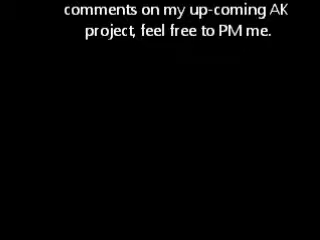 comments on my up-coming AK
project, feel free to PM me.